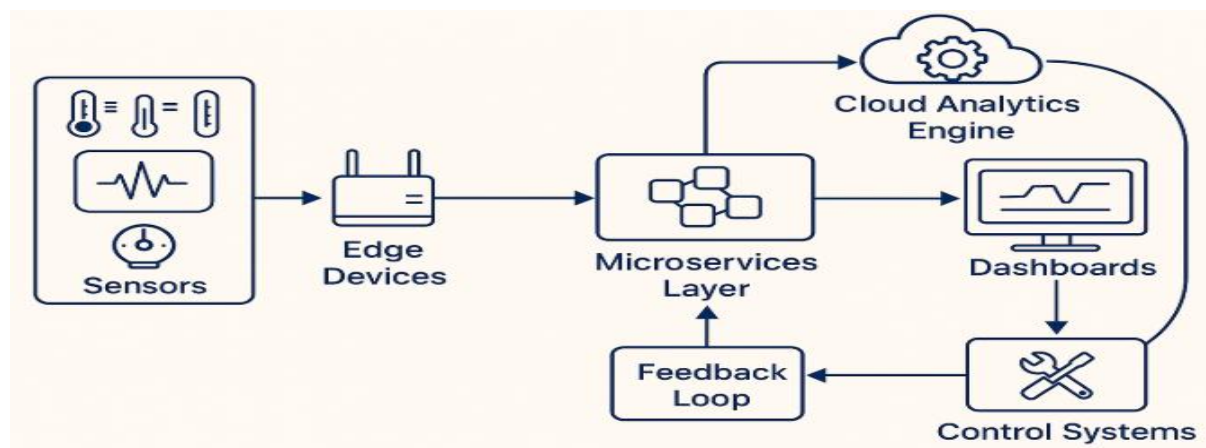 Sensors
Edge
Devices
Microservices
Layer
Cloud Analytics
Engine
Dashboards
Control Systems
Feedback
Loop